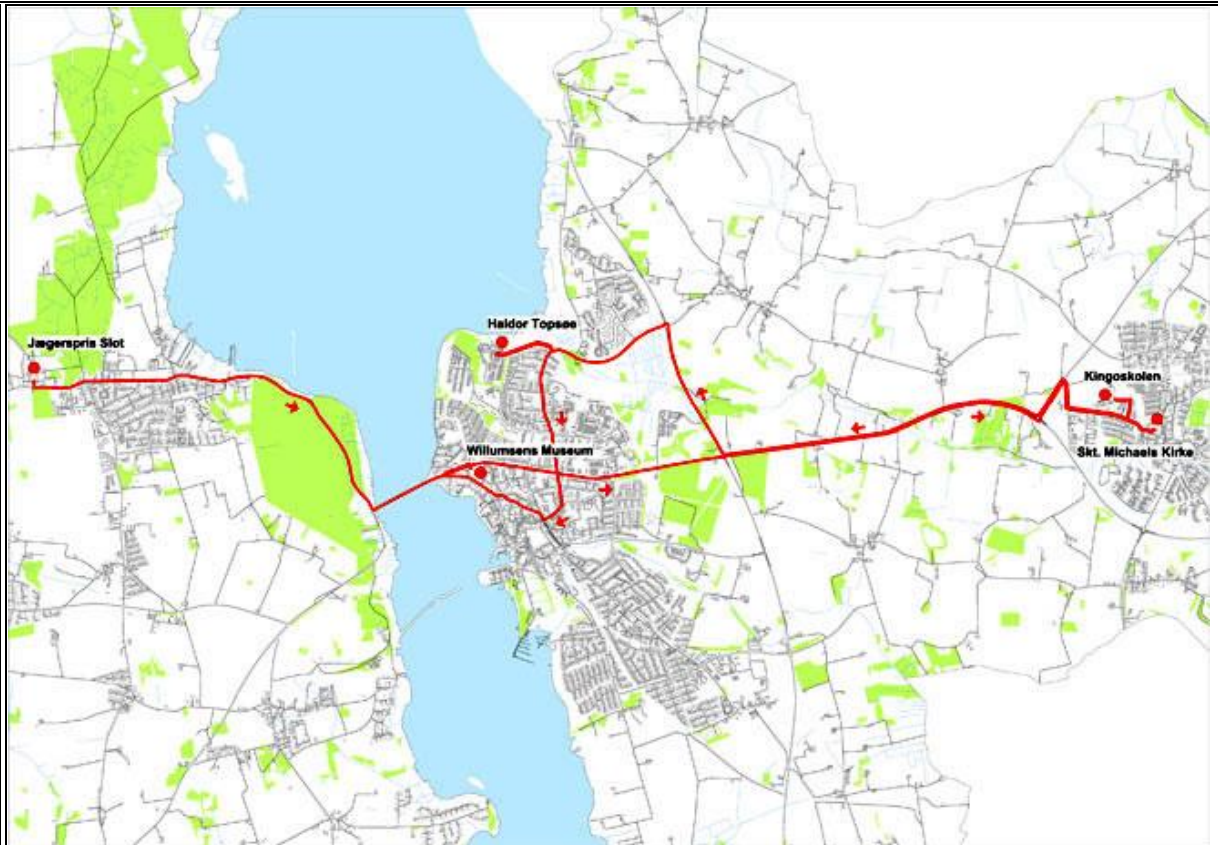 Haldor Topsøe
Jægerspris Slot
Kingoskolen
Willumsens Museum
Skt. Michaels Kirke